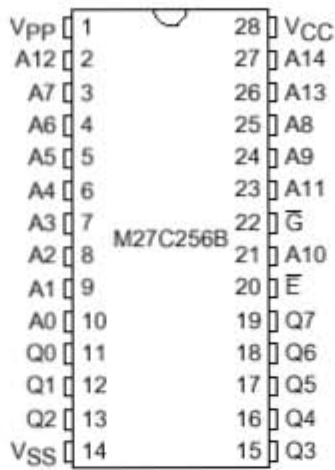 VPP 1 28 VCC
A12 2 27 A14
A7 3 26 A13
A6 4 25 A8
A5 5 24 A9
A4 6 23 A11
A3 7 22 G̅
M27C256B
A2 8 21 A10
A1 9 20 E̅
A0 10 19 Q7
Q0 11 18 Q6
Q1 12 17 Q5
Q2 13 16 Q4
VSS 14 15 Q3